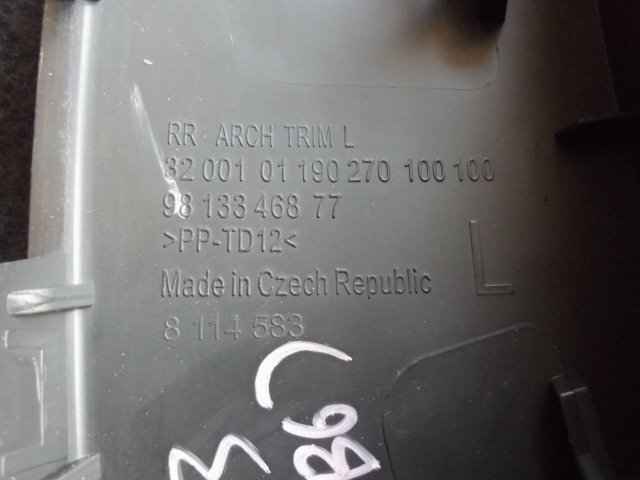 RR ARCH TRIM L
32 001 01 190 270 100 100
98 133 468 77
>PP-TD12<
L
Made in Czech Republic
8 114 583